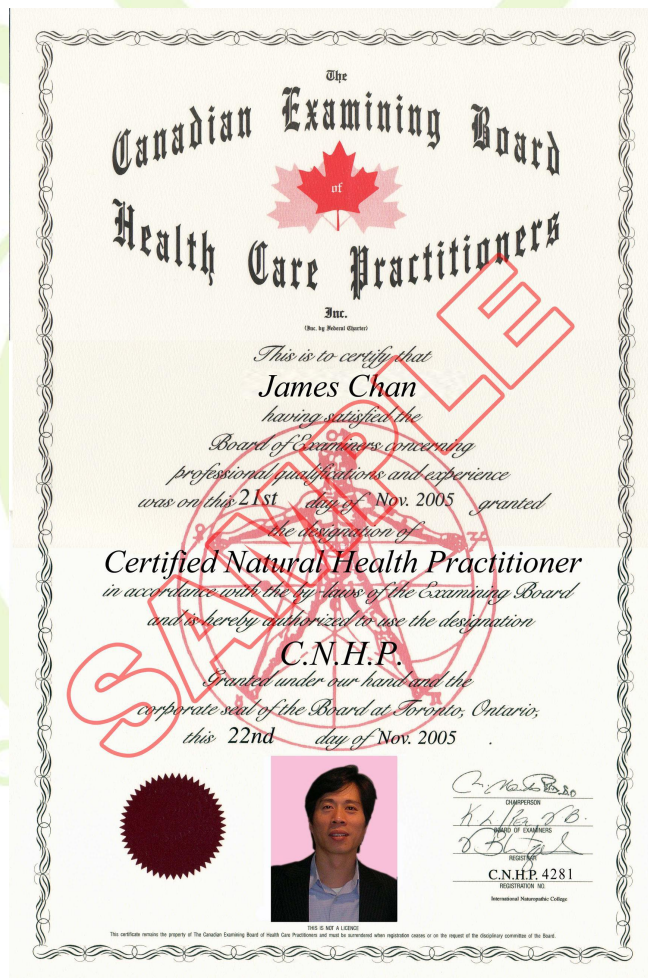 The
Canadian Examining Board
of
Health Care Practitioners
Inc.
(Inc. by Federal Charter)
This is to certify that
James Chan
having satisfied the
Board of Examiners concerning
professional qualifications and experience
was on this 21st day of Nov. 2005 granted
the designation of
Certified Natural Health Practitioner
in accordance with the by-laws of the Examining Board
and is hereby authorized to use the designation
C.N.H.P.
Granted under our hand and the
corporate seal of the Board at Toronto, Ontario,
this 22nd day of Nov. 2005 .
SAMPLE
CHAIRPERSON
BOARD OF EXAMINERS
REGISTRAR
C.N.H.P. 4281
REGISTRATION NO.
International Naturopathic College
THIS IS NOT A LICENCE
This certificate remains the property of The Canadian Examining Board of Health Care Practitioners and must be surrendered when registration ceases or on the request of the disciplinary committee of the Board.